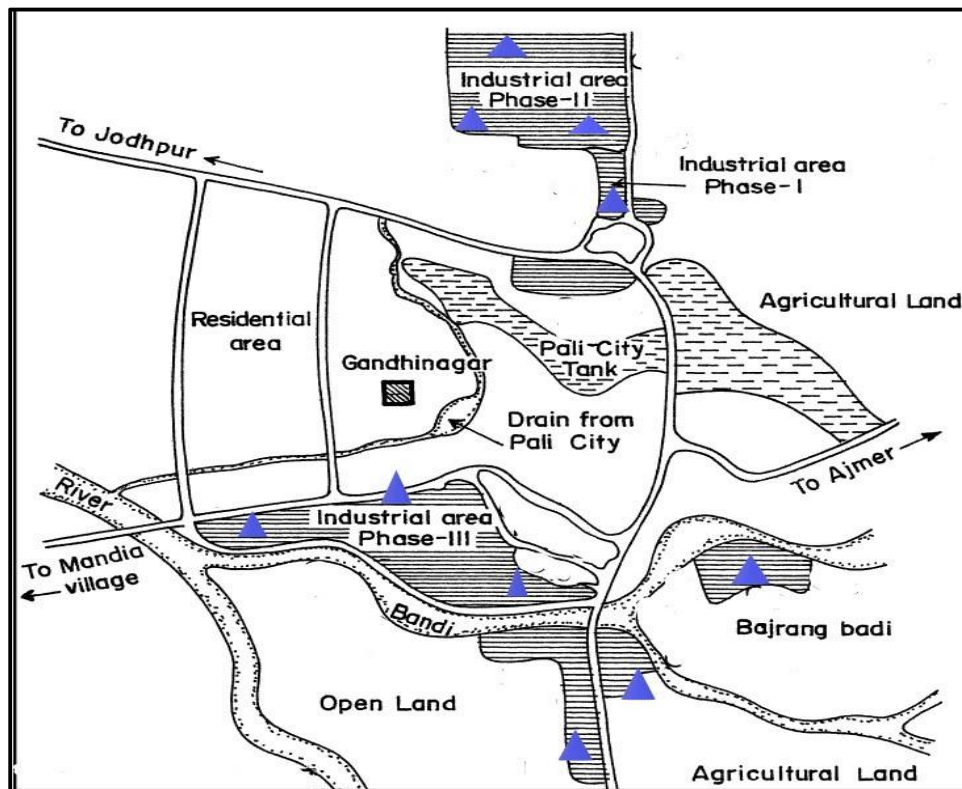 Industrial area
Phase-II
To Jodhpur
Industrial area
Phase-I
Agricultural Land
Residential
area
Pali City
Tank
Gandhinagar
Drain from
Pali City
To Ajmer
River
Industrial area
Phase-III
To Mandia
village
Bandi
Bajrang badi
Open Land
Agricultural Land